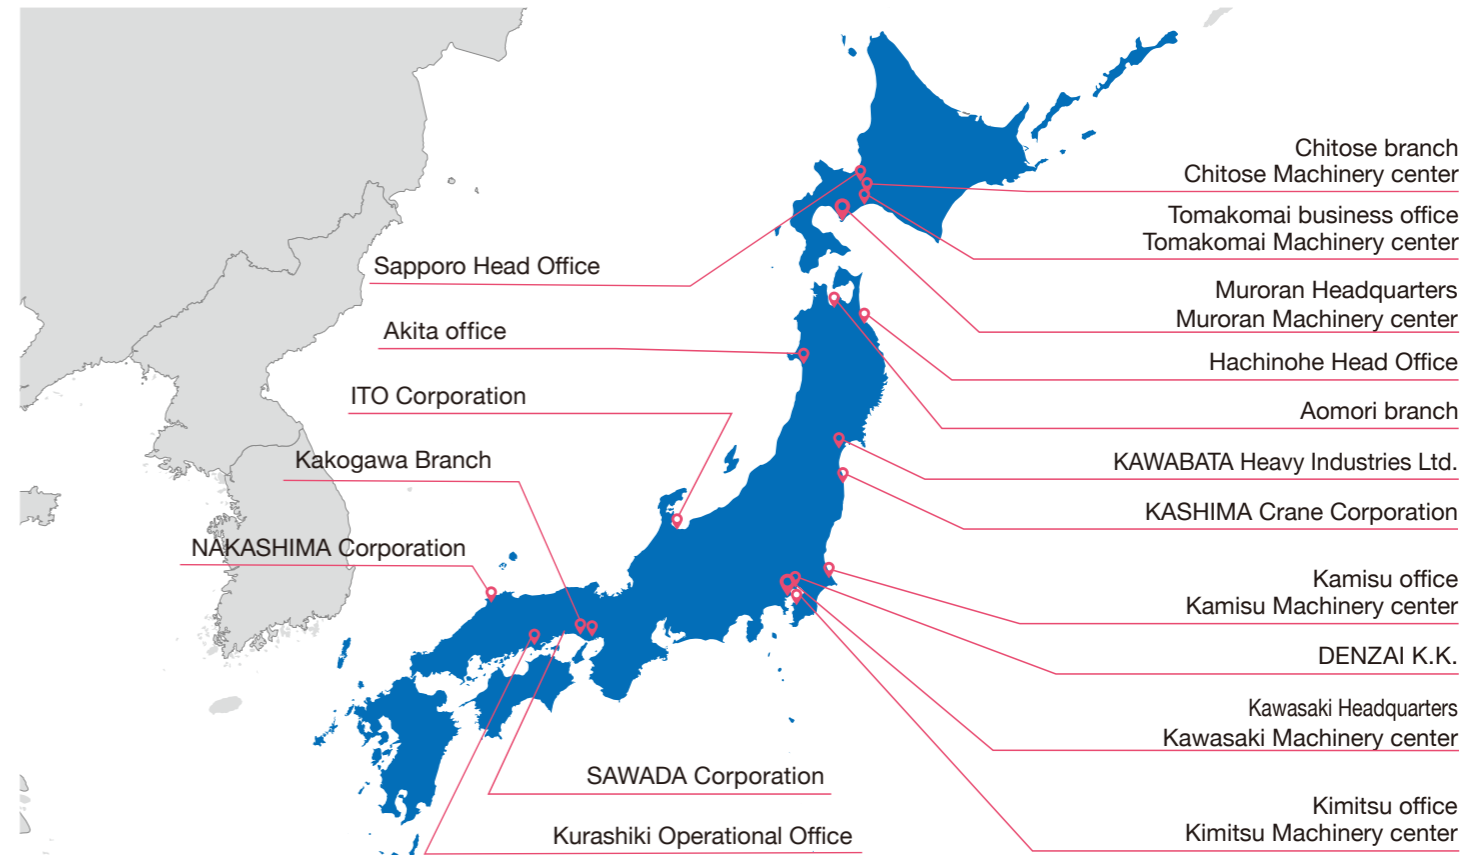 Chitose branch
Chitose Machinery center
Tomakomai business office
Tomakomai Machinery center
Sapporo Head Office
Muroran Headquarters
Muroran Machinery center
Akita office
Hachinohe Head Office
ITO Corporation
Aomori branch
Kakogawa Branch
KAWABATA Heavy Industries Ltd.
KASHIMA Crane Corporation
NAKASHIMA Corporation
Kamisu office
Kamisu Machinery center
DENZAI K.K.
Kawasaki Headquarters
Kawasaki Machinery center
SAWADA Corporation
Kimitsu office
Kimitsu Machinery center
Kurashiki Operational Office